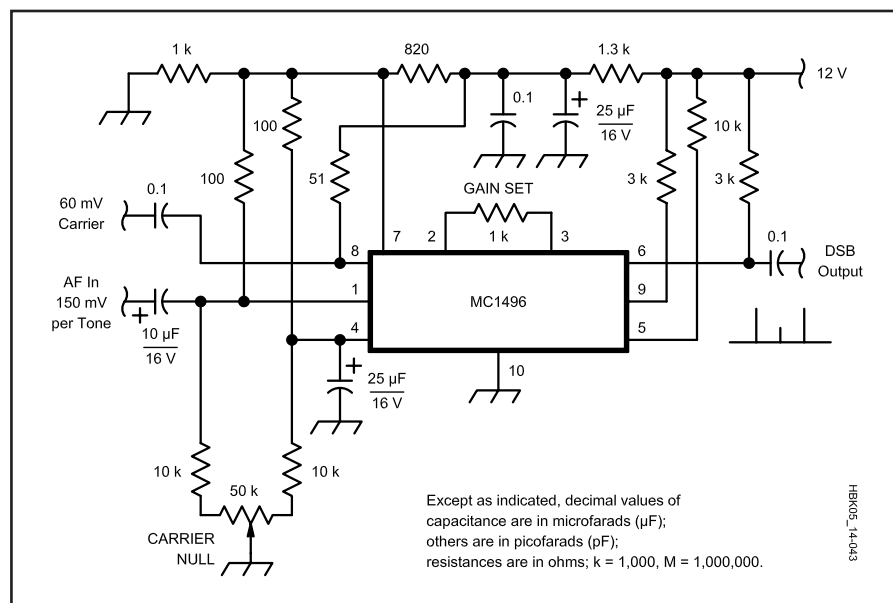 1 k
820
1.3 k
12 V
100
0.1
+
25 µF
16 V
10 k
100
51
3 k
3 k
GAIN SET
1 k
60 mV
Carrier
0.1
8
7
2
3
6
0.1
DSB
Output
AF In
150 mV
per Tone
+
10 µF
16 V
1
4
MC1496
9
5
10
+
25 µF
16 V
10 k
10 k
50 k
CARRIER
NULL
Except as indicated, decimal values of
capacitance are in microfarads (µF);
others are in picofarads (pF);
resistances are in ohms; k = 1,000, M = 1,000,000.
HBK05_14-043